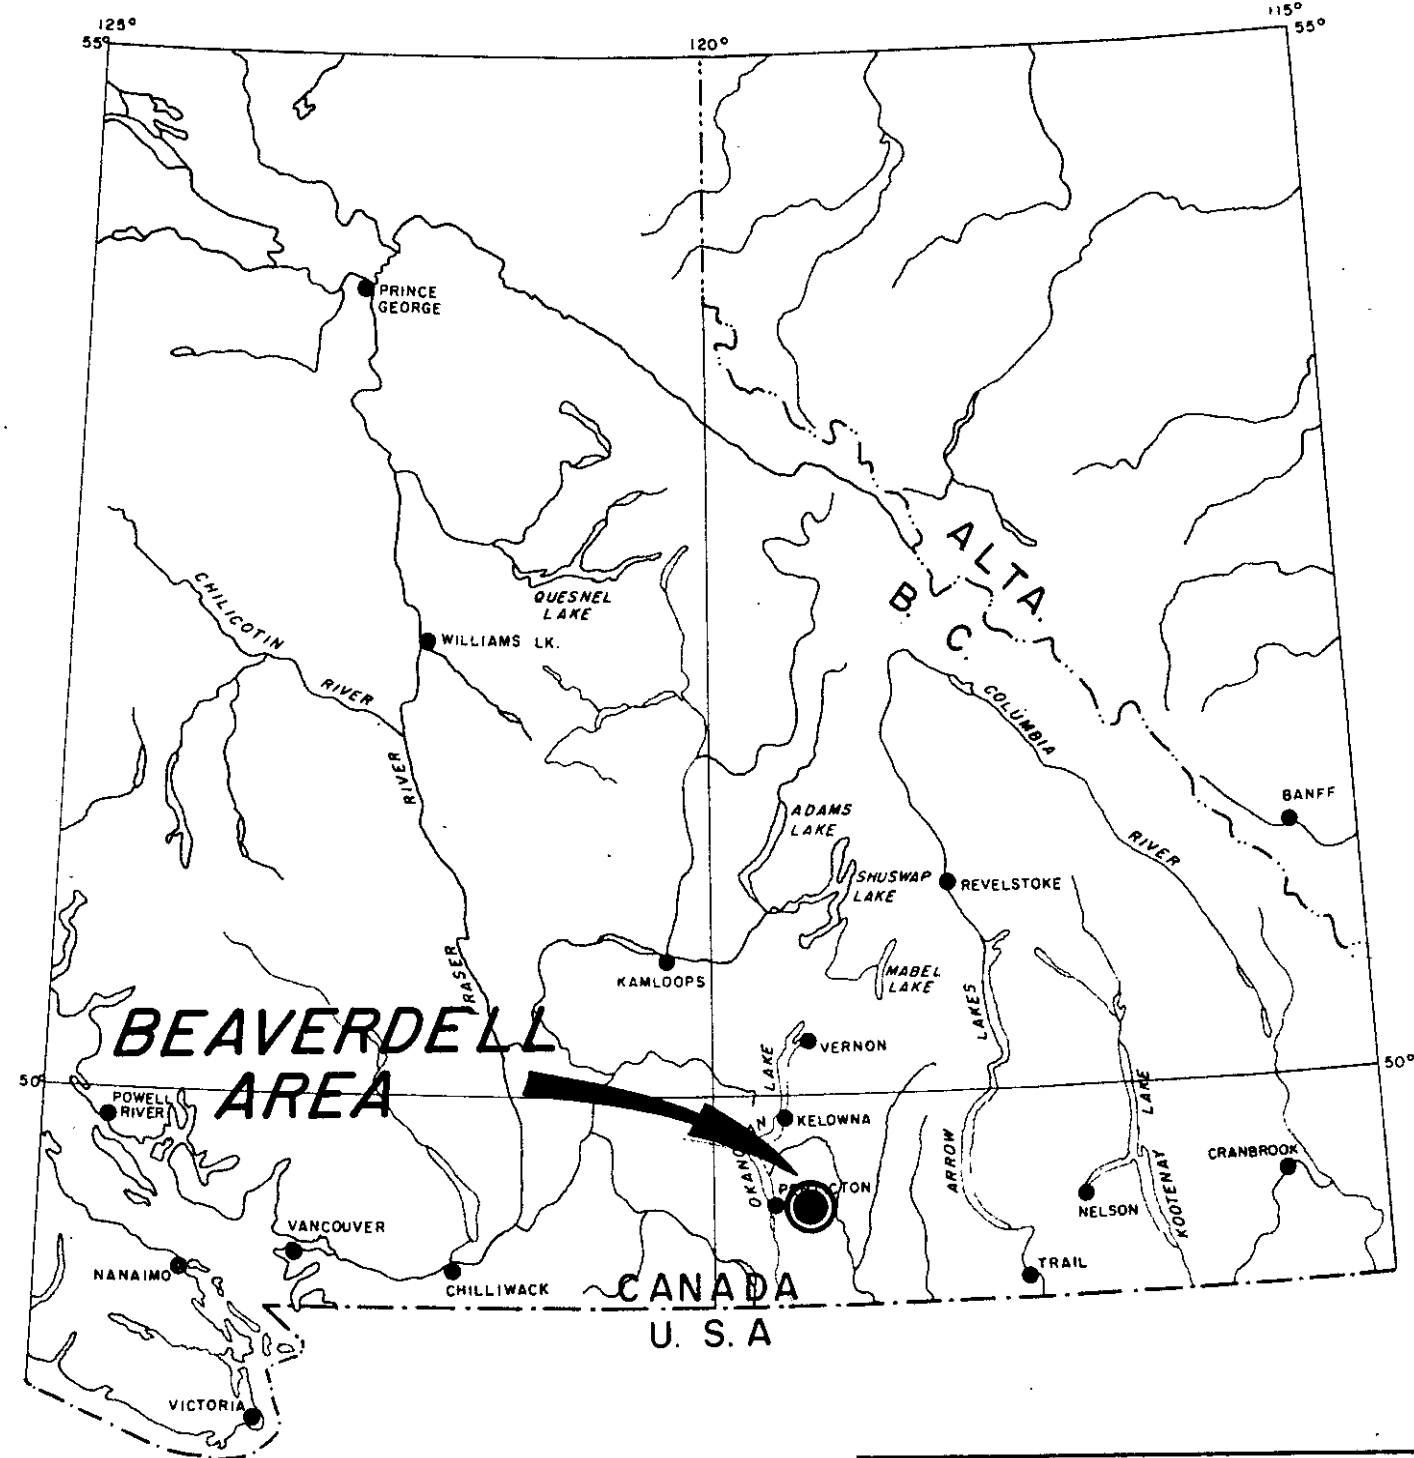 125°
115°
55°
120°
55°
PRINCE
GEORGE
ALTA.
B. C.
QUESNEL
LAKE
CHILICOTIN
RIVER
WILLIAMS LK.
COLUMBIA
RIVER
RIVER
BANFF
ADAMS
LAKE
SHUSWAP
LAKE
REVELSTOKE
FRASER
KAMLOOPS
MABEL
LAKE
LAKES
BEAVERDELL
AREA
VERNON
LAKE
50°
50°
POWELL
RIVER
KELOWNA
LAKE
ARROW
CRANBROOK
PENTICTON
NELSON
KOOTENAY
VANCOUVER
NANAIMO
CHILLIWACK
TRAIL
CANADA
U. S. A
VICTORIA